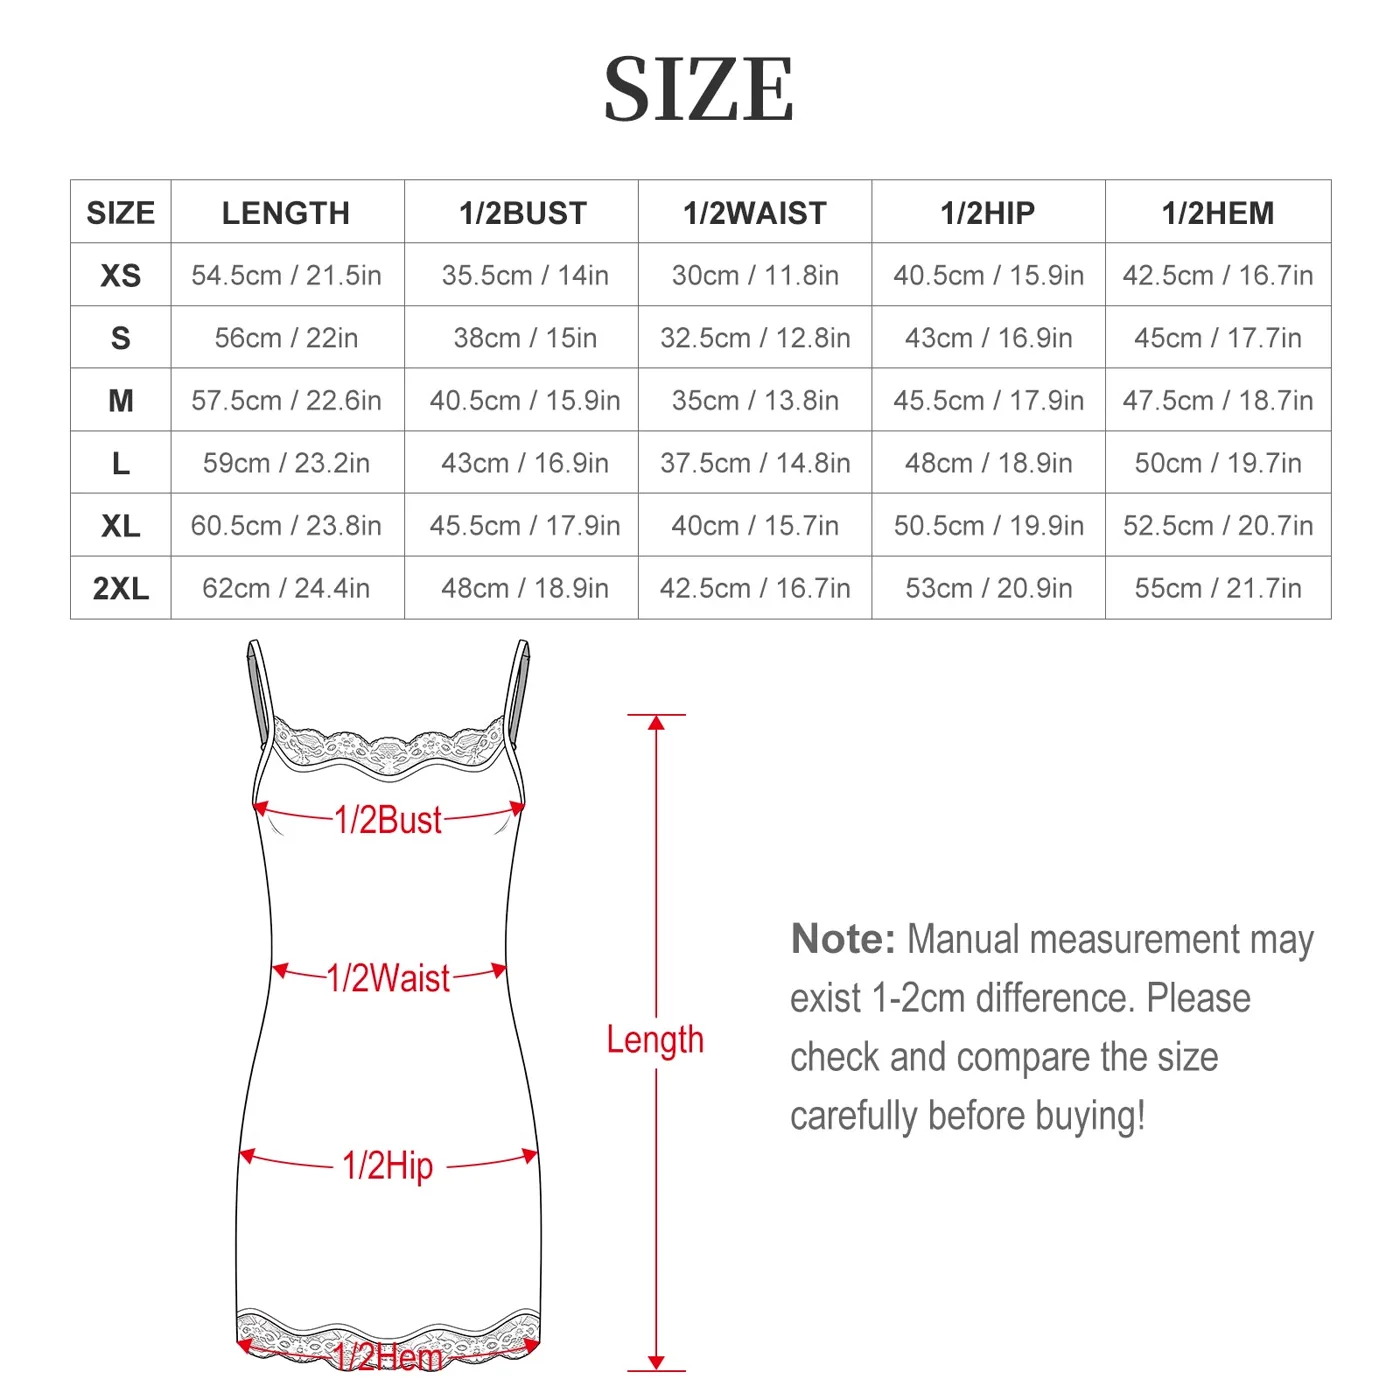 SIZE
SIZE LENGTH 1/2BUST 1/2WAIST 1/2HIP 1/2HEM
XS 54.5cm / 21.5in 35.5cm / 14in 30cm / 11.8in 40.5cm / 15.9in 42.5cm / 16.7in
S 56cm / 22in 38cm / 15in 32.5cm / 12.8in 43cm / 16.9in 45cm / 17.7in
M 57.5cm / 22.6in 40.5cm / 15.9in 35cm / 13.8in 45.5cm / 17.9in 47.5cm / 18.7in
L 59cm / 23.2in 43cm / 16.9in 37.5cm / 14.8in 48cm / 18.9in 50cm / 19.7in
XL 60.5cm / 23.8in 45.5cm / 17.9in 40cm / 15.7in 50.5cm / 19.9in 52.5cm / 20.7in
2XL 62cm / 24.4in 48cm / 18.9in 42.5cm / 16.7in 53cm / 20.9in 55cm / 21.7in
1/2Bust
1/2Waist
Length
1/2Hip
1/2Hem
Note: Manual measurement may
exist 1-2cm difference. Please
check and compare the size
carefully before buying!